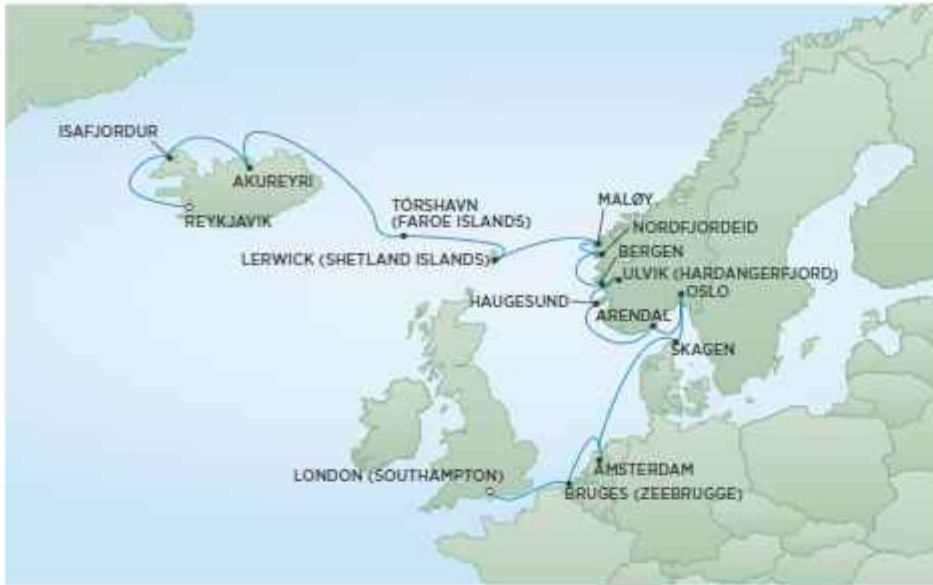 ISAFJORDUR
AKUREYRI
REYKJAVIK
TÓRSHAVN
(FAROE ISLANDS)
LERWICK (SHETLAND ISLANDS)
MALØY
NORDFJORDEID
BERGEN
ULVIK (HARDANGERFJORD)
OSLO
HAUGESUND
ARENDAL
SKAGEN
LONDON (SOUTHAMPTON)
AMSTERDAM
BRUGES (ZEEBRUGGE)